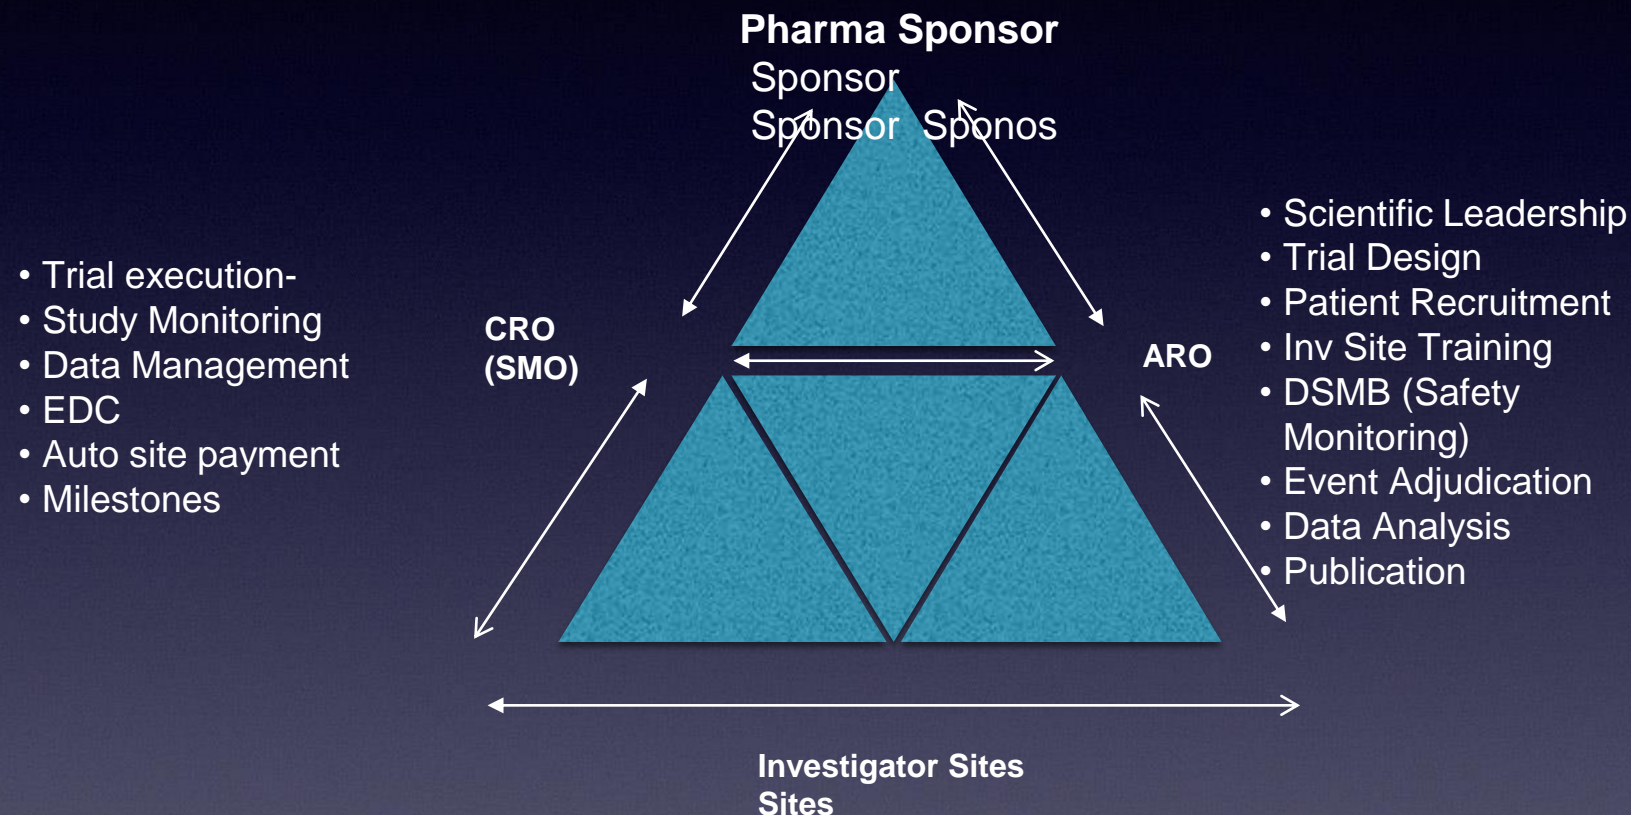 Pharma Sponsor
Sponsor
Sponsor Sponos
• Trial execution-
• Study Monitoring
• Data Management
• EDC
• Auto site payment
• Milestones
CRO
(SMO)
ARO
• Scientific Leadership
• Trial Design
• Patient Recruitment
• Inv Site Training
• DSMB (Safety
Monitoring)
• Event Adjudication
• Data Analysis
• Publication
Investigator Sites
Sites